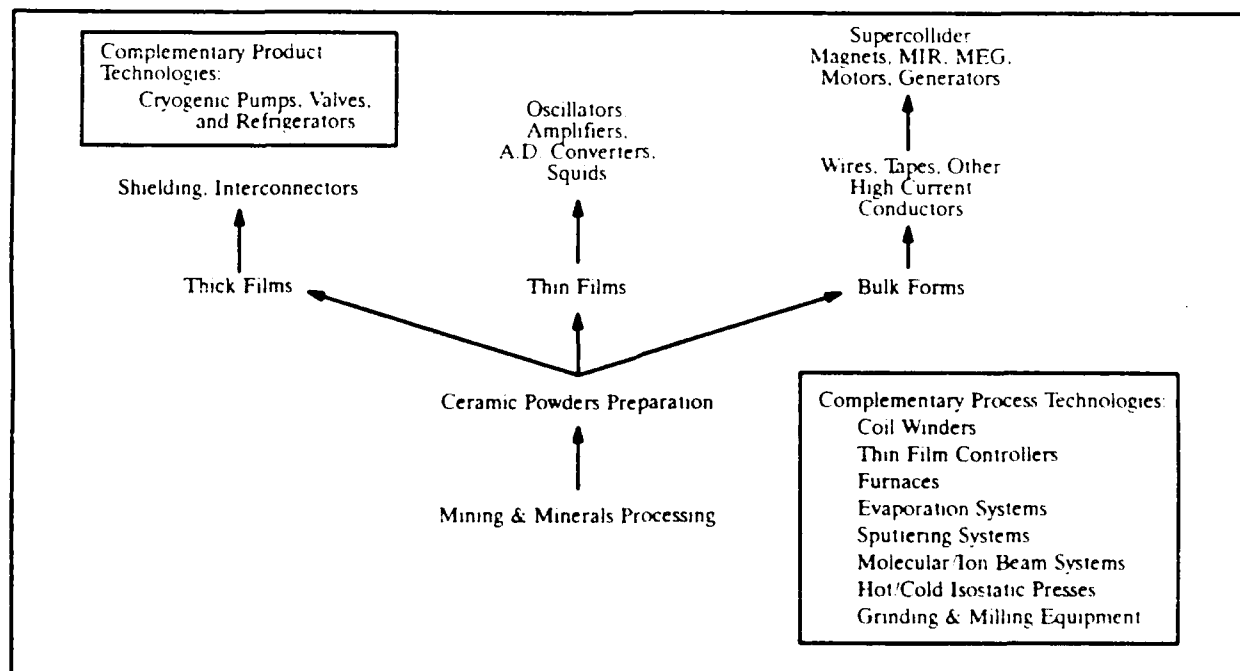 Complementary Product
Technologies:
Cryogenic Pumps, Valves,
and Refrigerators
Supercollider
Magnets, MIR, MEG,
Motors, Generators
Oscillators,
Amplifiers,
A.D. Converters,
Squids
Shielding, Interconnectors
Wires, Tapes, Other
High Current
Conductors
Thick Films
Thin Films
Bulk Forms
Ceramic Powders Preparation
Mining & Minerals Processing
Complementary Process Technologies:
Coil Winders
Thin Film Controllers
Furnaces
Evaporation Systems
Sputtering Systems
Molecular/Ion Beam Systems
Hot/Cold Isostatic Presses
Grinding & Milling Equipment